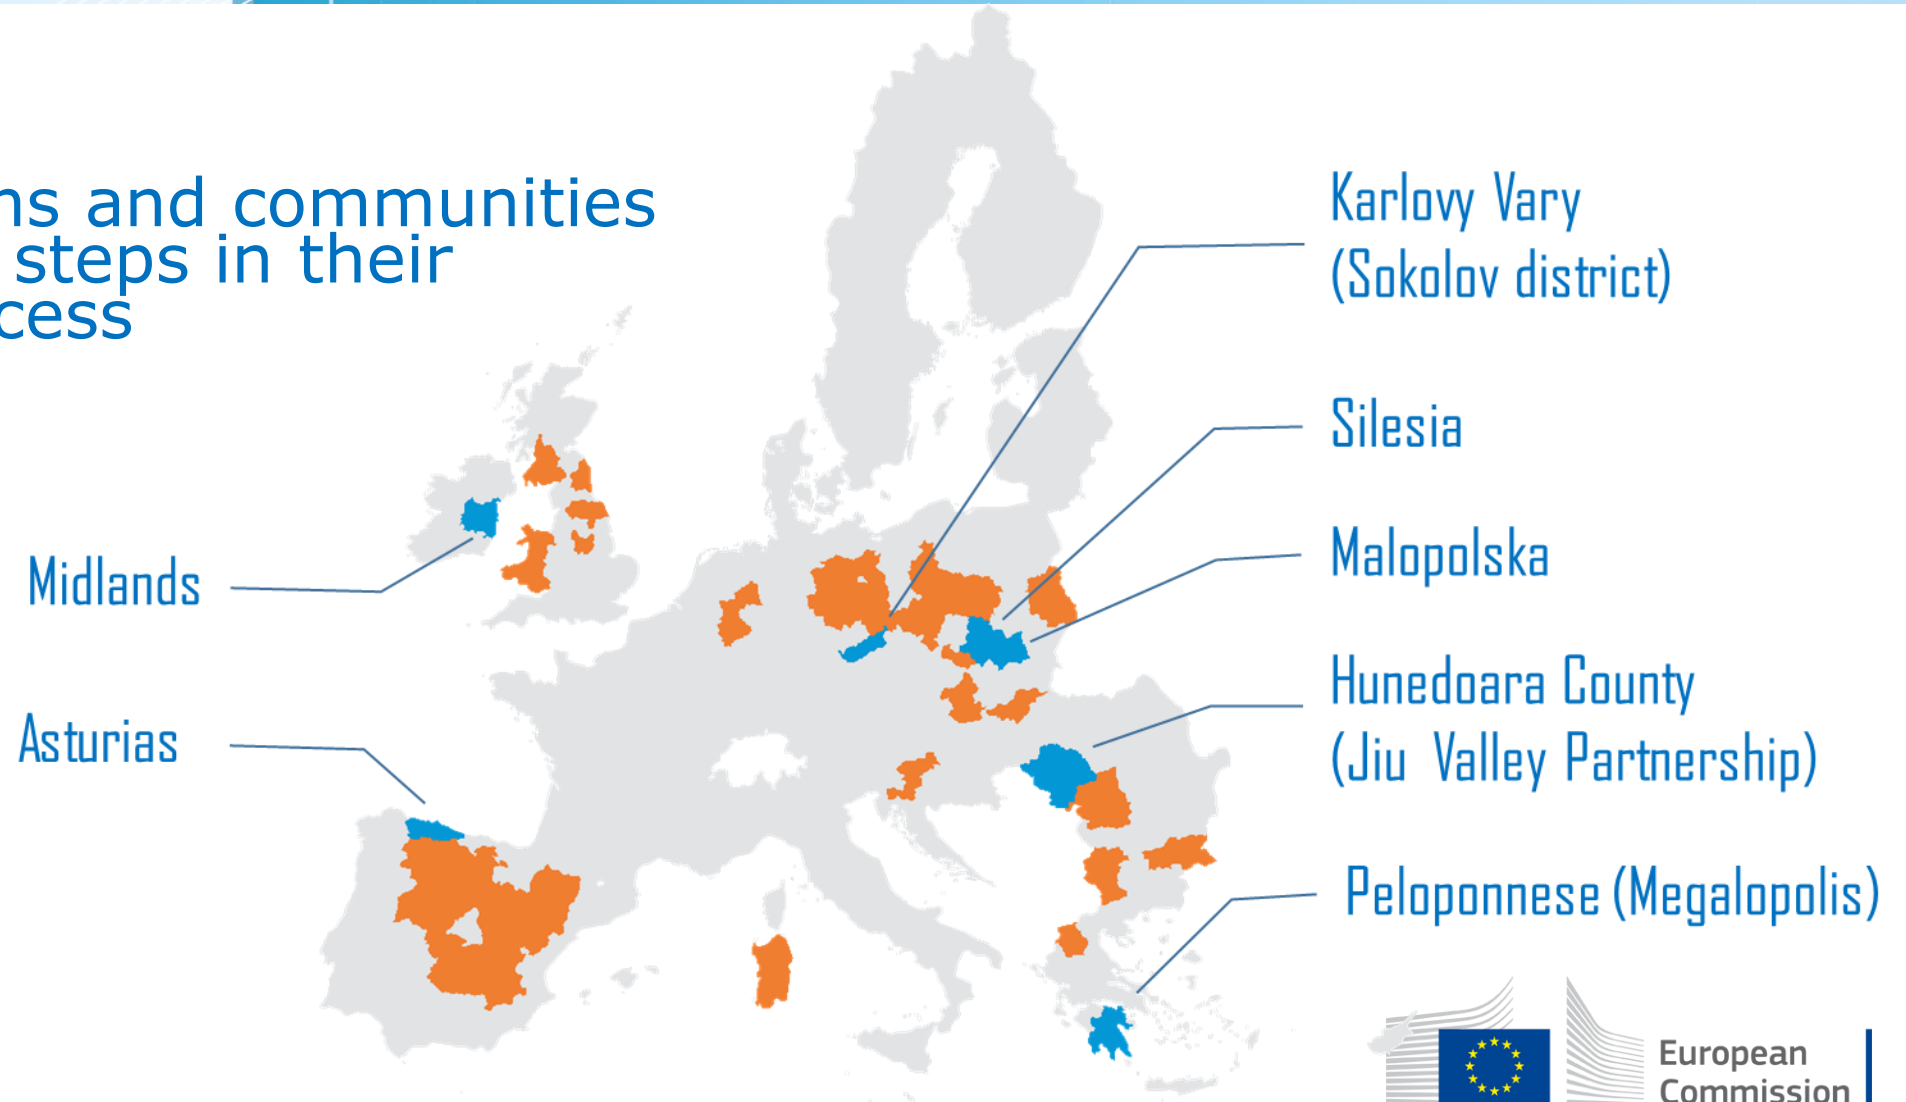 ns and communities
steps in their
cess
Karlovy Vary
(Sokolov district)
Silesia
Malopolska
Hunedoara County
(Jiu Valley Partnership)
Peloponnese (Megalopolis)
Midlands
Asturias
European
Commission